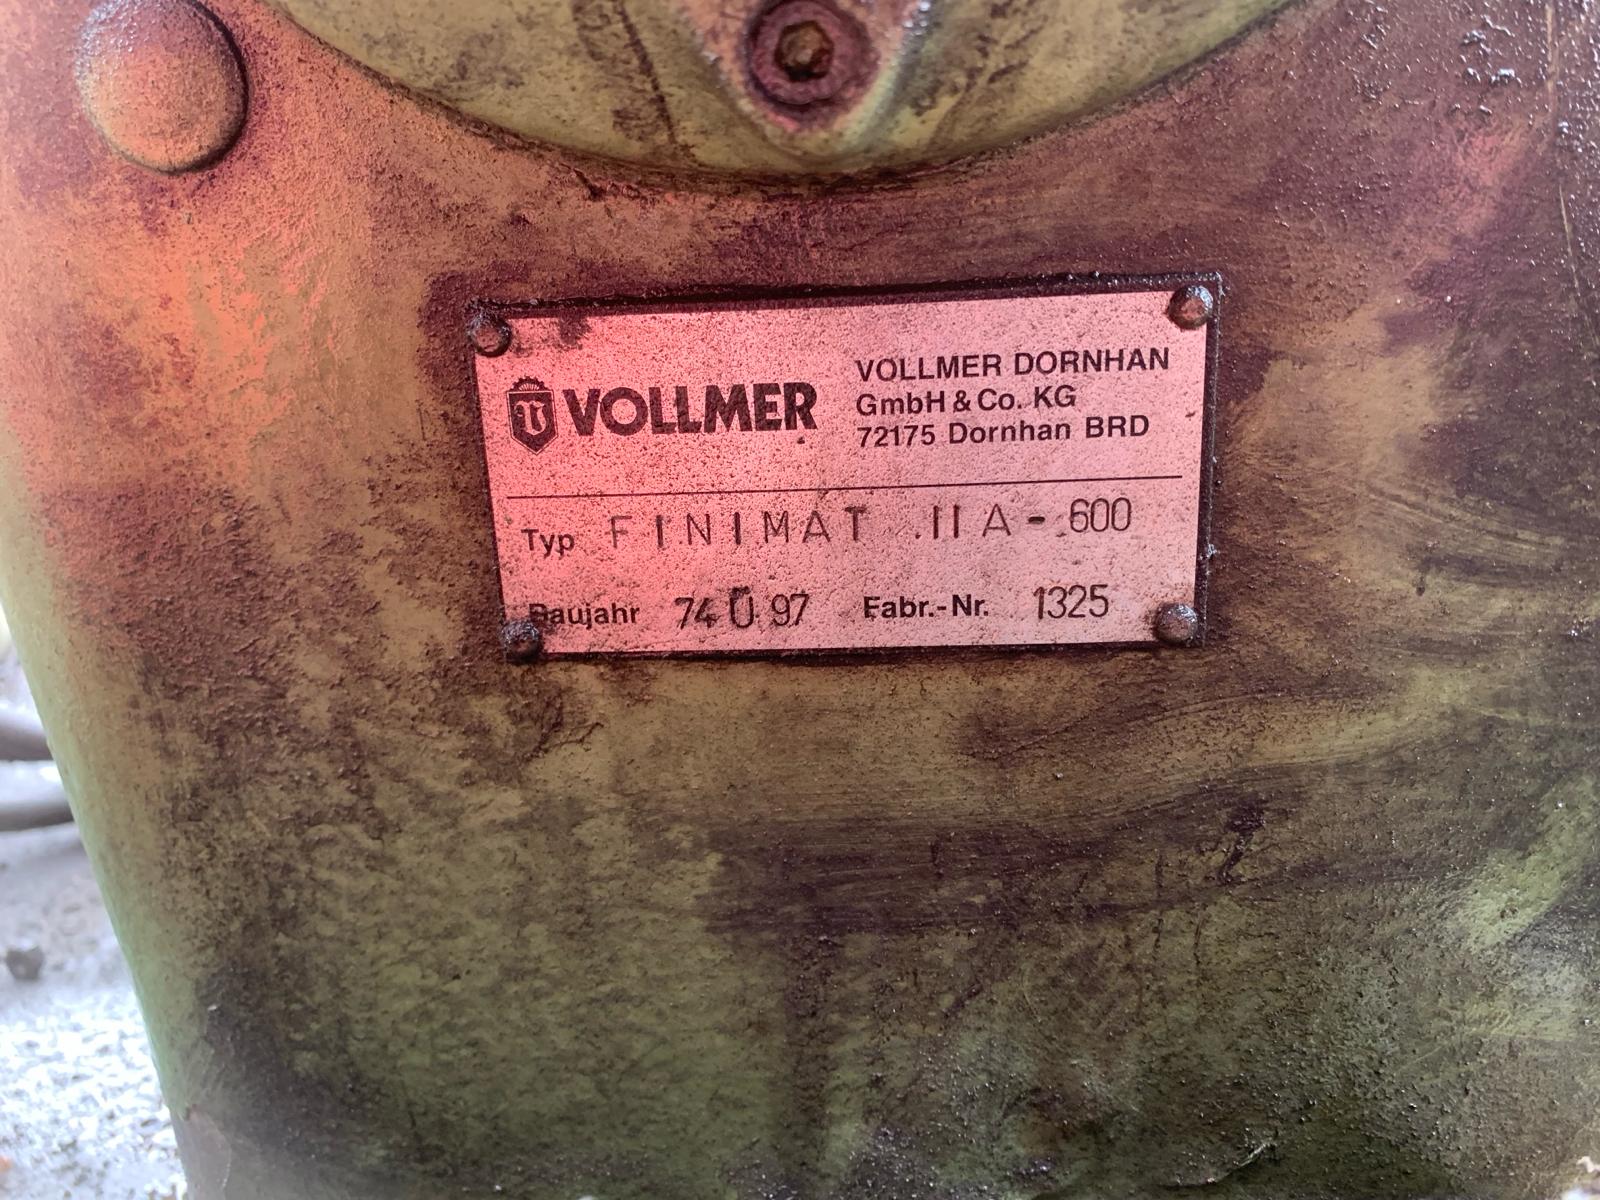 VOLLMER
VOLLMER DORNHAN
GmbH & Co. KG
72175 Dornhan BRD
Typ FINIMAT IIA-600
Baujahr 74 Ü 97 Fabr.-Nr. 1325